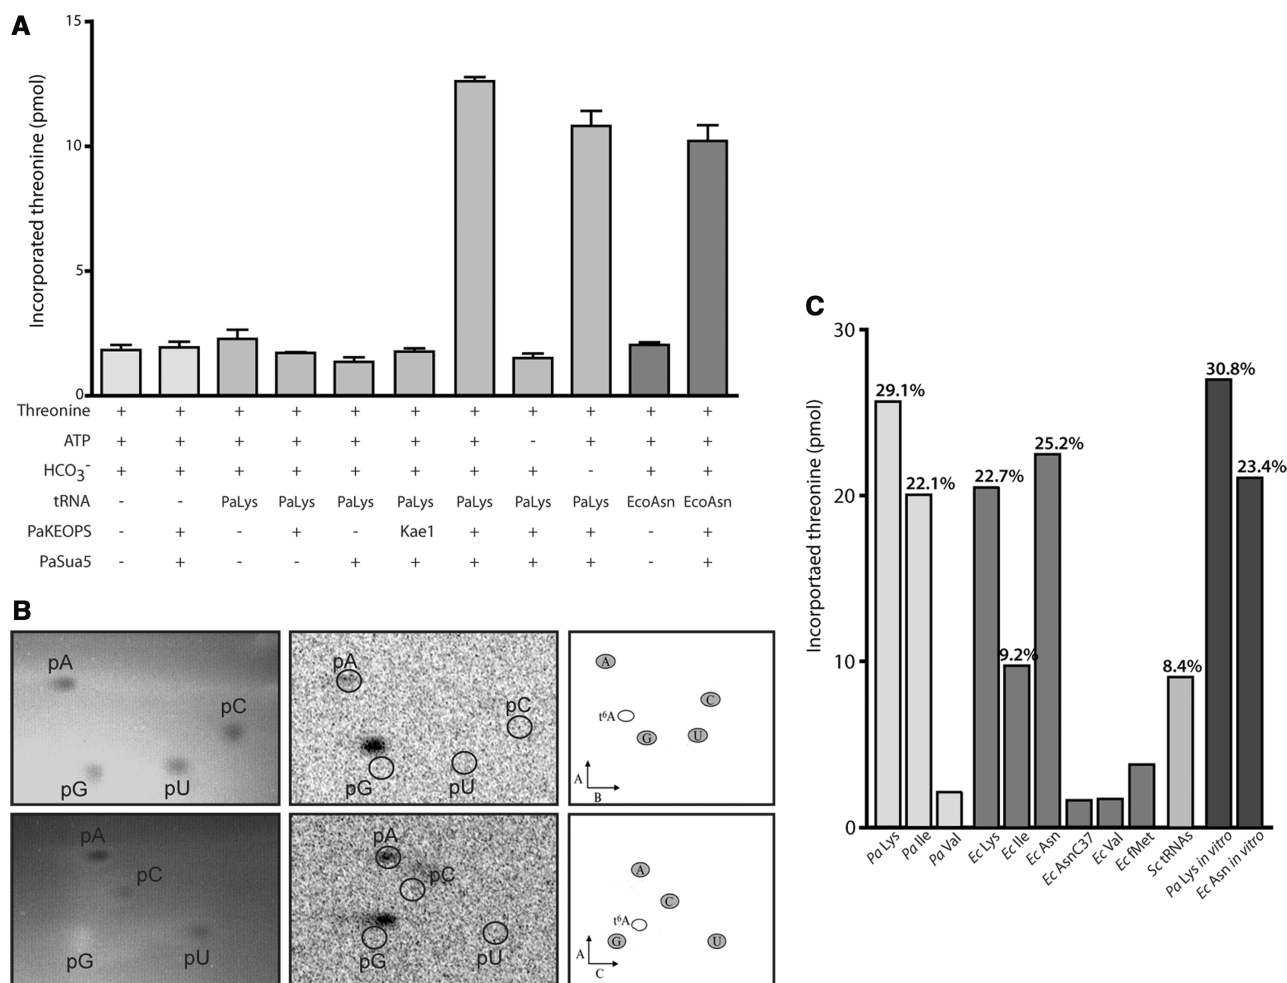 A
15
10
5
0
Incorporated threonine (pmol)
Threonine + + + + + + + + + + +
ATP + + + + + + + - + + +
HCO3- + + + + + + + + - + +
tRNA - - PaLys PaLys PaLys PaLys PaLys PaLys PaLys EcoAsn EcoAsn
PaKEOPS - + - + - Kae1 + + + - +
PaSua5 - + - - + + + + + - +
B
pA
pC
pG
pU
pA
pC
pG
pU
A
C
t6A
G
U
A
B
pA
pC
pG
pU
pA
pC
pG
pU
A
C
t6A
G
U
A
C
C
30
20
10
0
Incorportaed threonine (pmol)
29.1%
22.1%
22.7%
9.2%
25.2%
8.4%
30.8%
23.4%
Pa Lys
Pa Ile
Pa Val
Ec Lys
Ec Ile
Ec Asn
Ec AsnC37
Ec Val
Ec fMet
Sc tRNAs
Pa Lys in vitro
Ec Asn in vitro